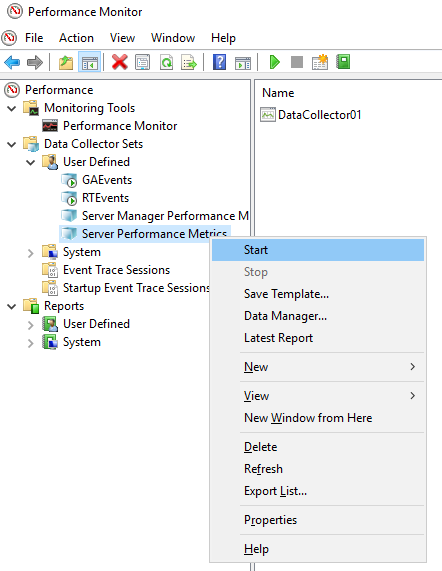 Performance Monitor
File Action View Window Help
Performance
Monitoring Tools
Performance Monitor
Data Collector Sets
User Defined
GAEvents
RTEvents
Server Manager Performance M
Server Performance Metrics
System
Event Trace Sessions
Startup Event Trace Sessions
Reports
User Defined
System
Name
DataCollector01
Start
Stop
Save Template...
Data Manager...
Latest Report
New
View
New Window from Here
Delete
Refresh
Export List...
Properties
Help